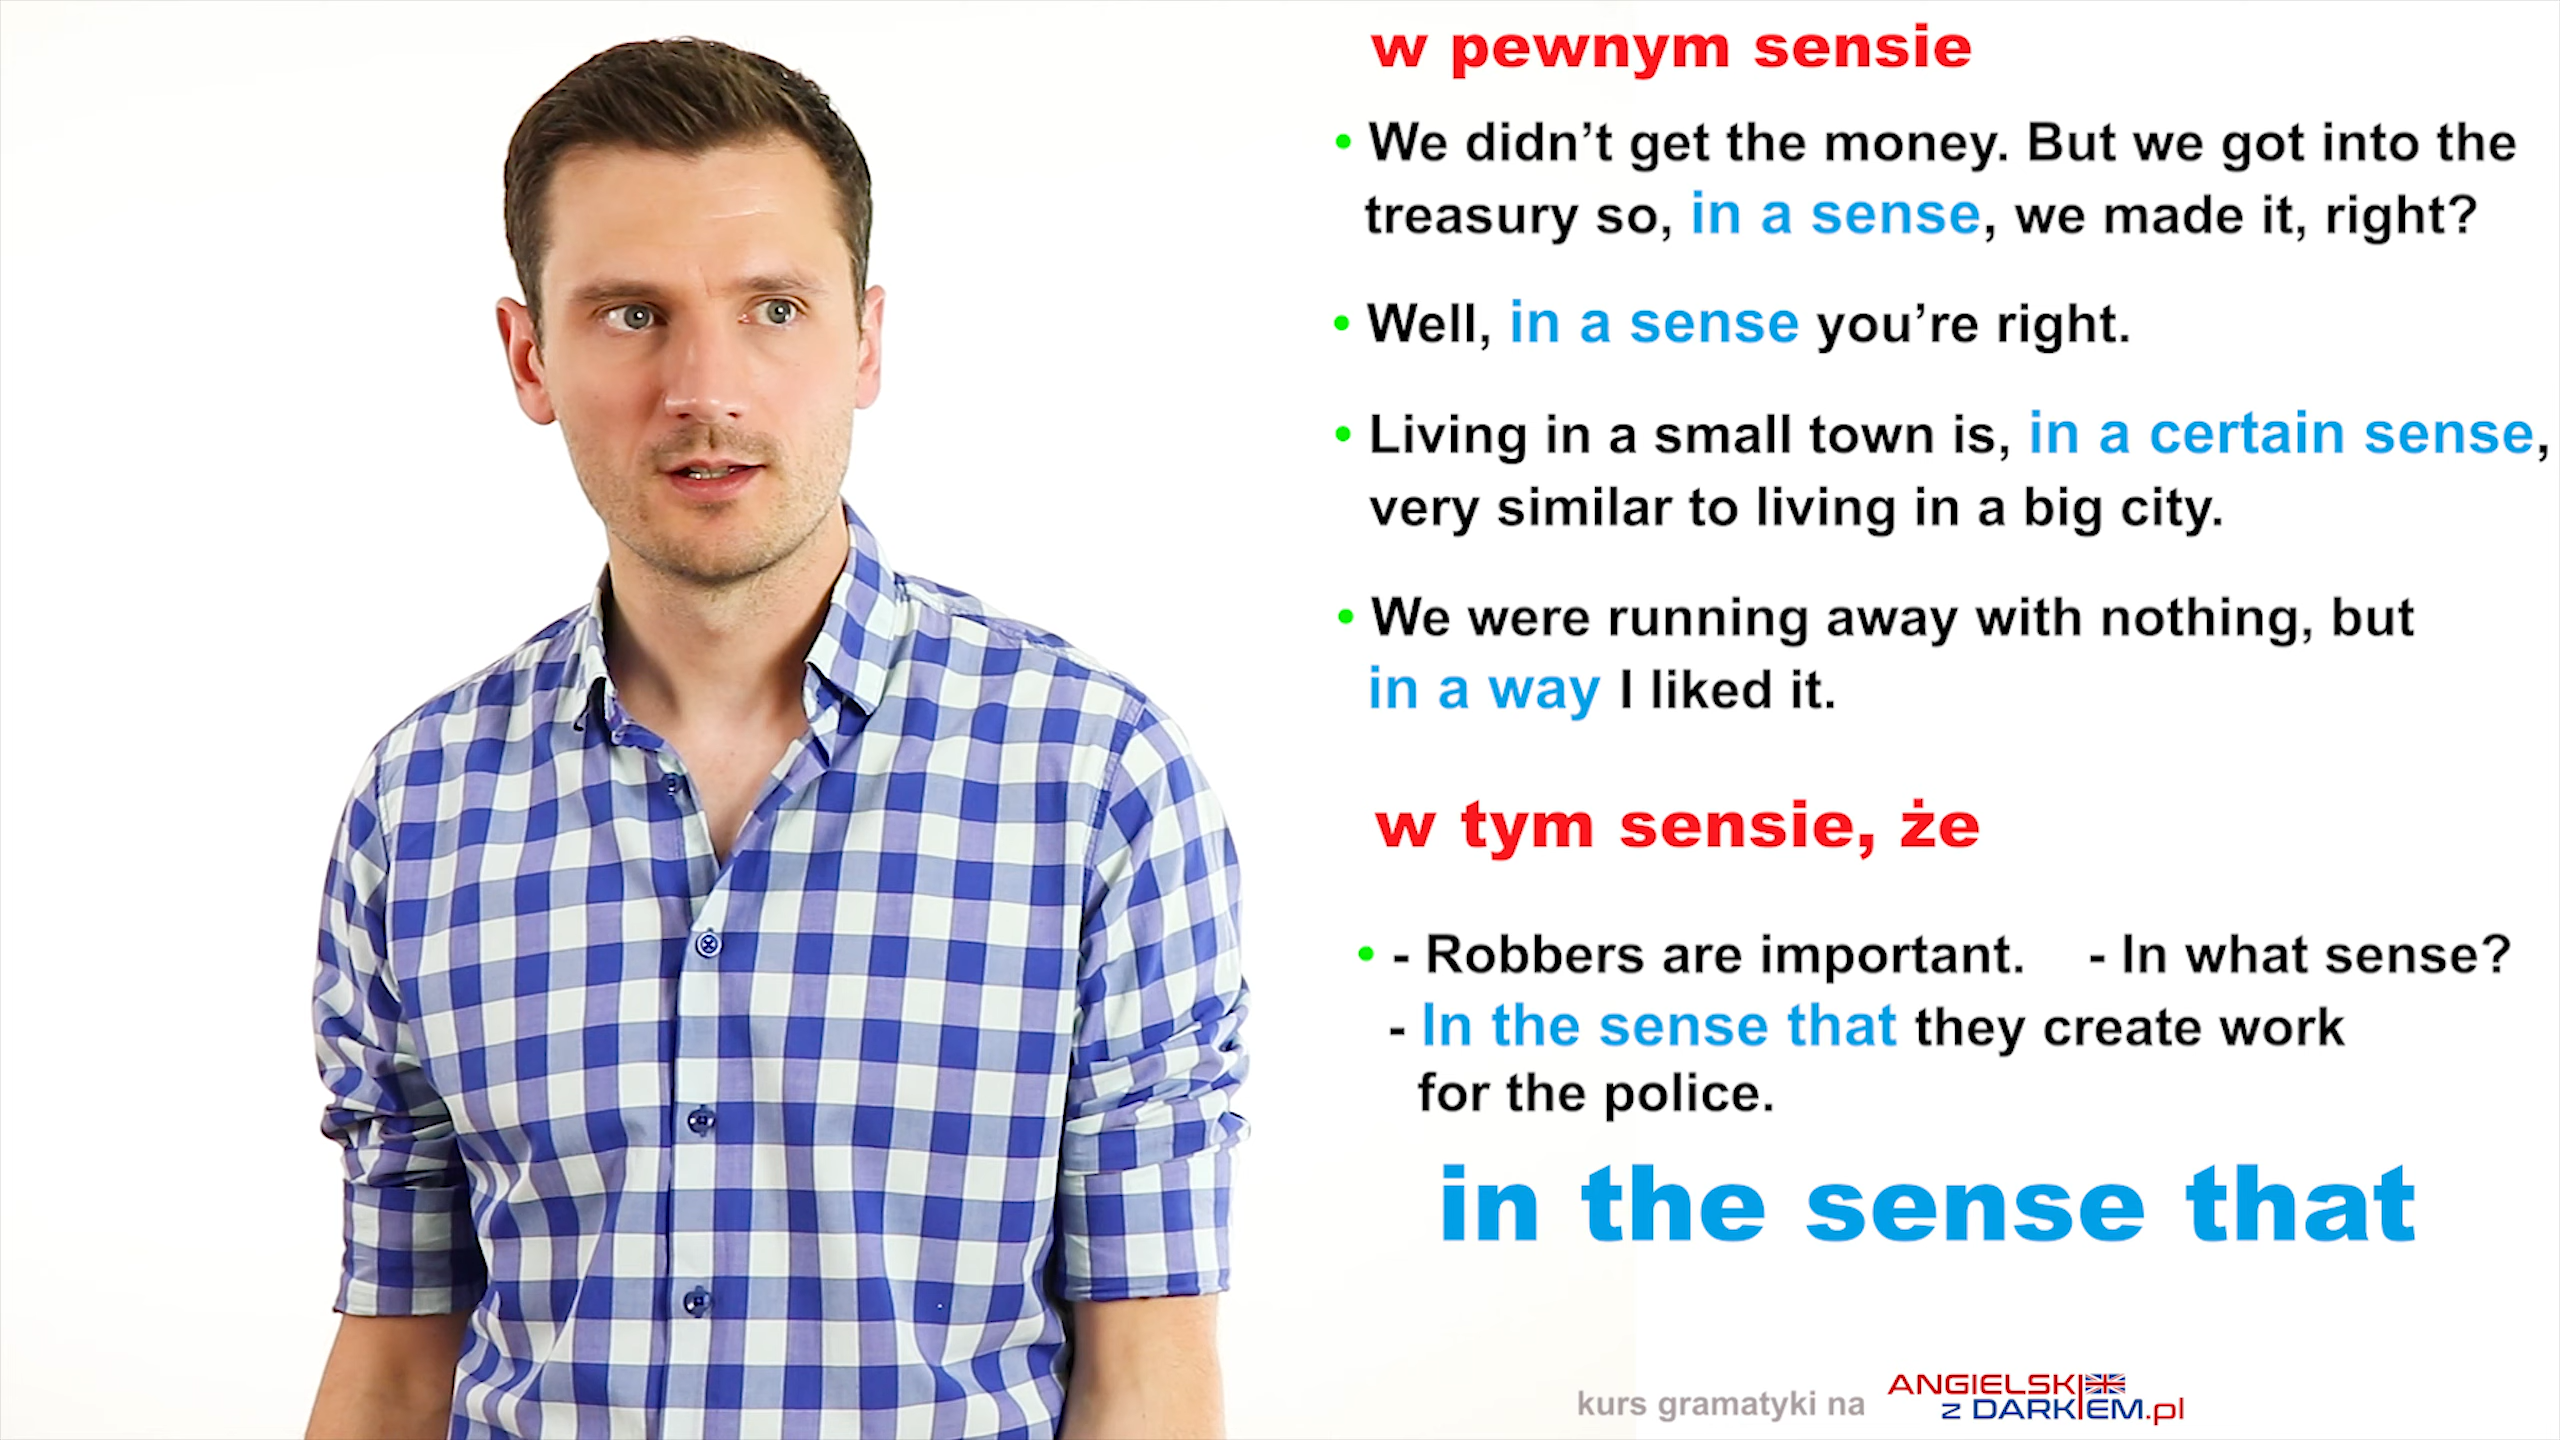 w pewnym sensie
• We didn’t get the money. But we got into the
treasury so, in a sense, we made it, right?
• Well, in a sense you’re right.
• Living in a small town is, in a certain sense,
very similar to living in a big city.
• We were running away with nothing, but
in a way I liked it.
w tym sensie, że
• - Robbers are important. - In what sense?
- In the sense that they create work
for the police.
in the sense that
kurs gramatyki na ANGIELSKI
Z DARKIEM.pl